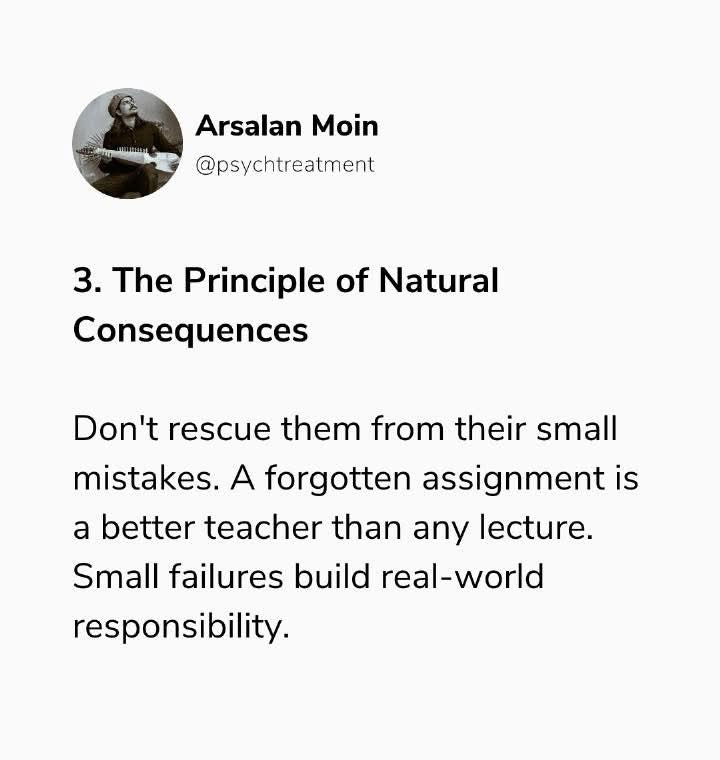 Arsalan Moin
@psychtreatment
3. The Principle of Natural
Consequences
Don't rescue them from their small
mistakes. A forgotten assignment is
a better teacher than any lecture.
Small failures build real-world
responsibility.